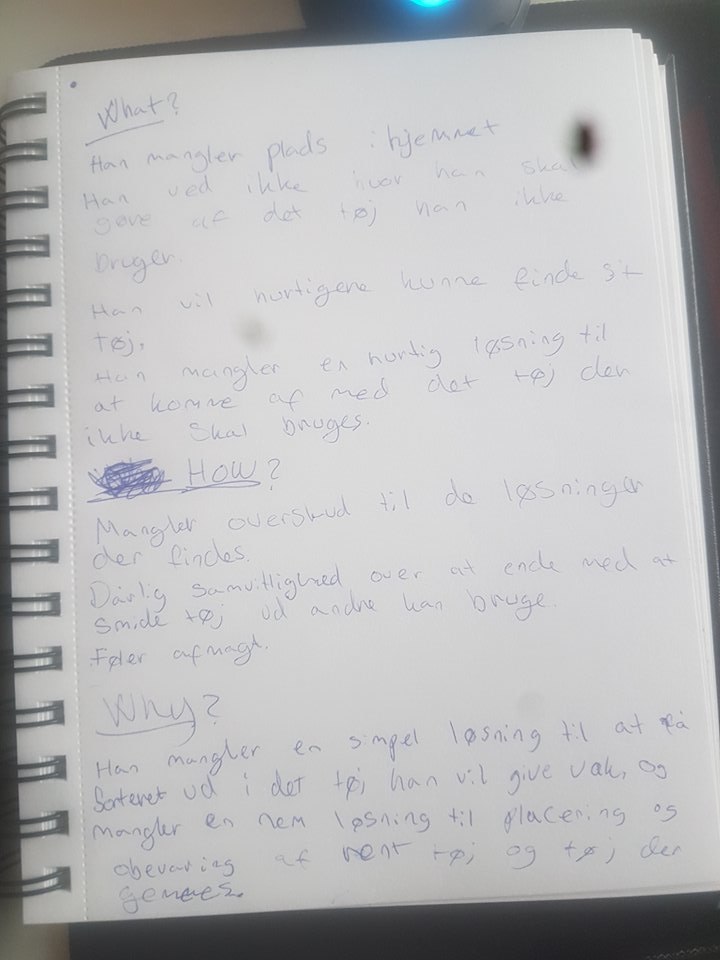 What?
Han mangler plads i hjemmet
Han ved ikke hvor han skal
gøre af det tøj han ikke
bruger.
Han vil hurtigere kunne finde sit
tøj.
Han mangler en hurtig løsning til
at komme af med det tøj der
ikke skal bruges.
How?
Mangler overskud til de løsninger
der findes.
Dårlig samvitlighed over at ende med at
smide tøj ud andre kan bruge.
Føler afmagt.
Why?
Han mangler en simpel løsning til at få
Sorteret ud i det tøj han vil give væk, og
mangler en nem løsning til placering og
obevaring af rent tøj og tøj der